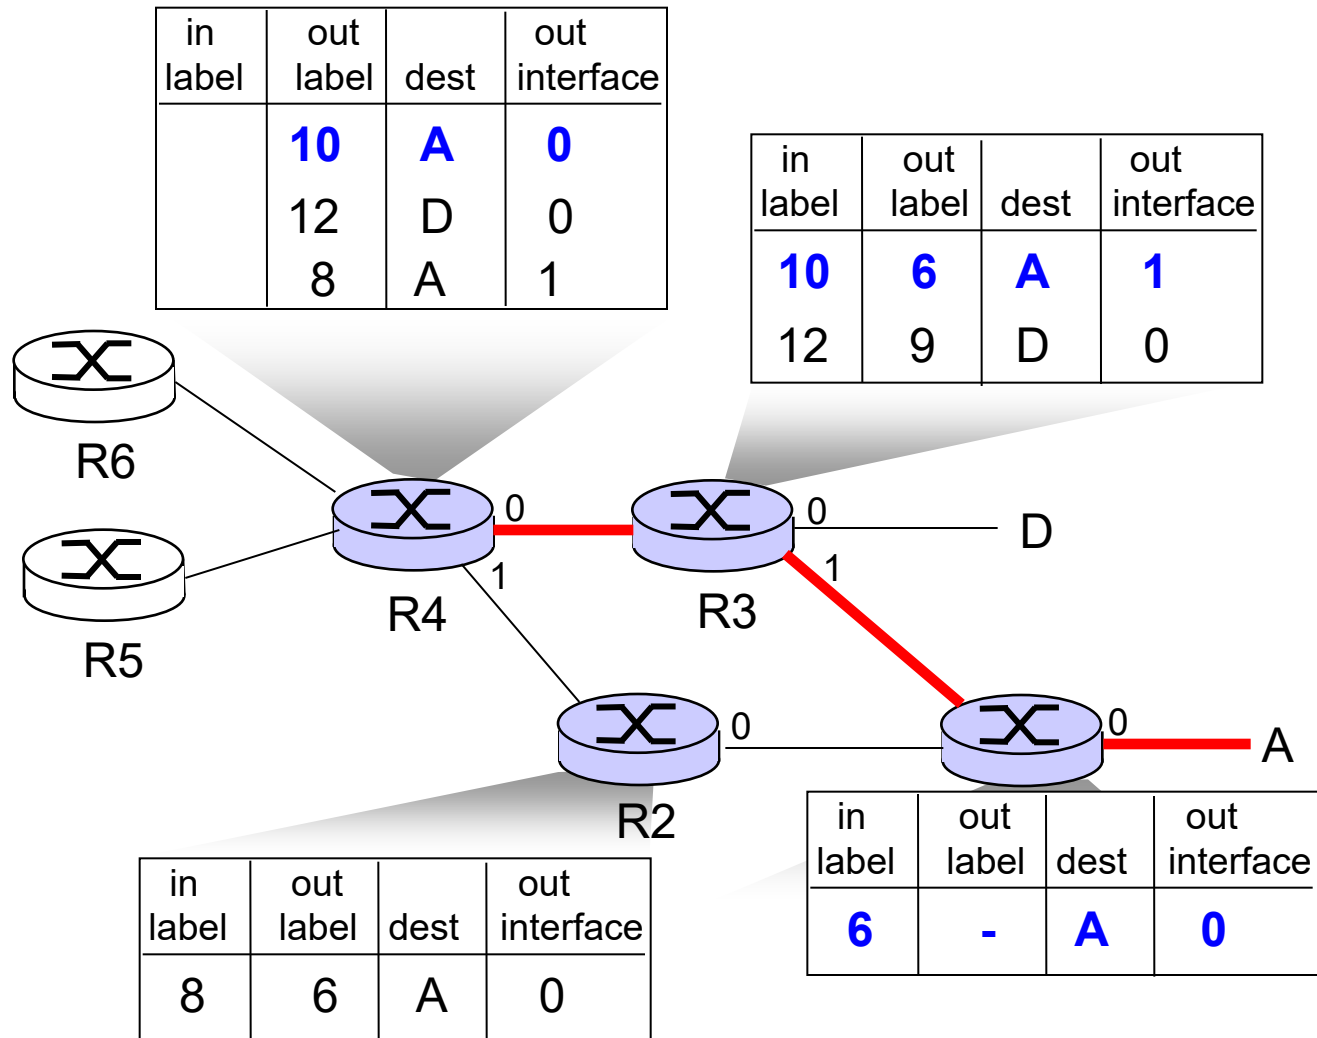 in out out
label label dest interface
10 A 0
12 D 0
8 A 1
in out out
label label dest interface
10 6 A 1
12 9 D 0
R6
0
0
D
1
1
R4
R3
R5
0
0
A
R2
in out out
label label dest interface
6 - A 0
in out out
label label dest interface
8 6 A 0